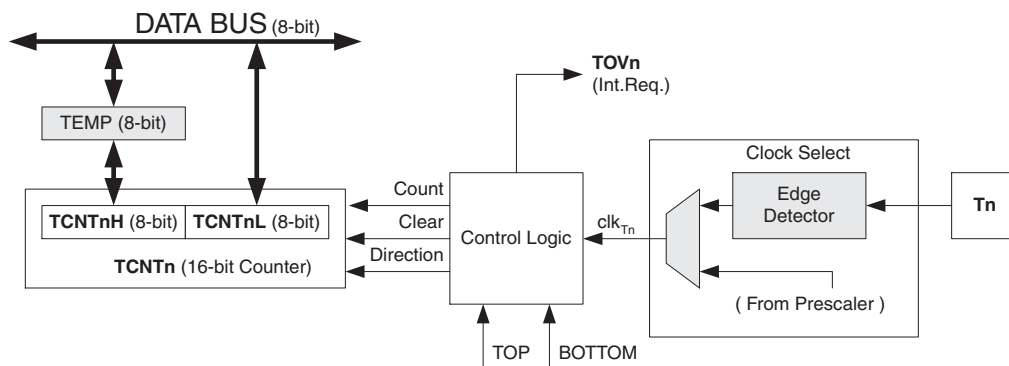 DATA BUS (8-bit)
TOVn
(Int.Req.)
TEMP (8-bit)
Clock Select
Count
Edge
Detector
Tn
TCNTnH (8-bit) TCNTnL (8-bit)
Clear
Control Logic
clkTn
TCNTn (16-bit Counter)
Direction
( From Prescaler )
TOP
BOTTOM